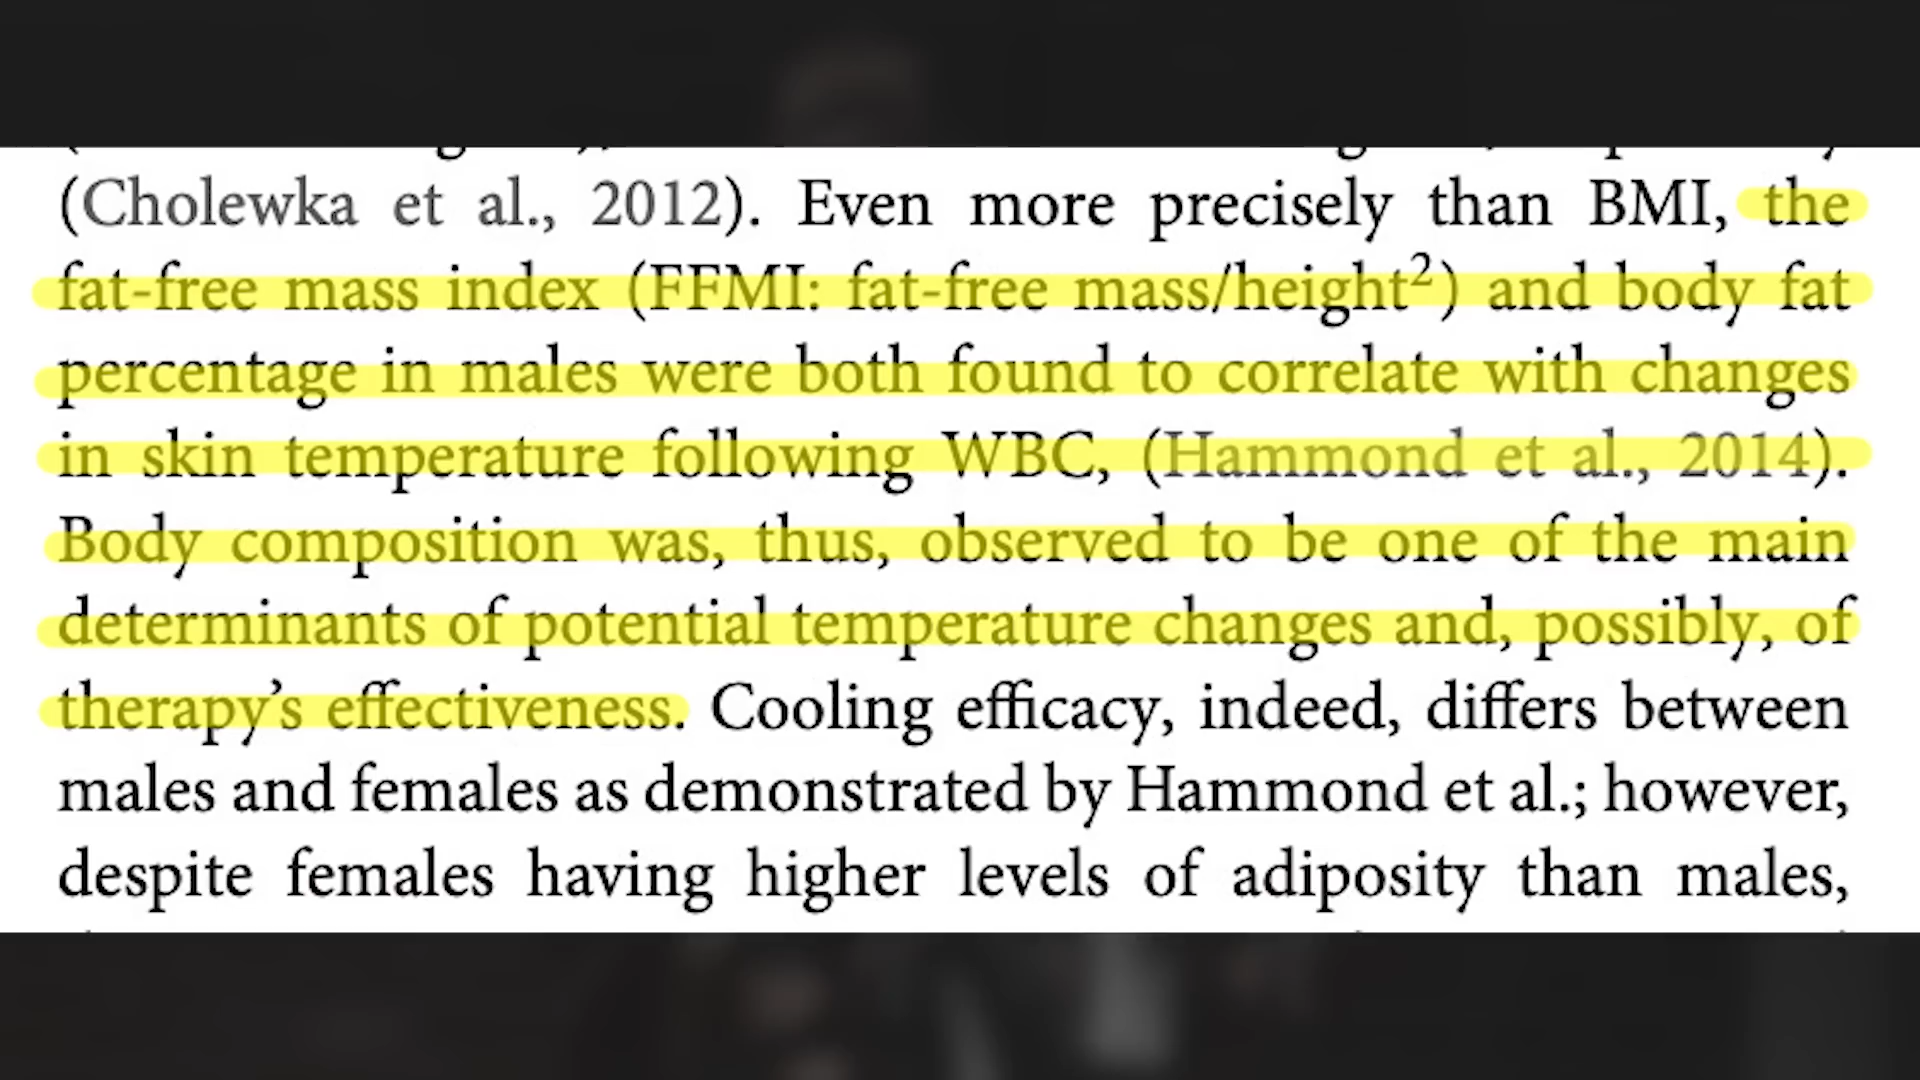 (Cholewka et al., 2012). Even more precisely than BMI, the
fat-free mass index (FFMI: fat-free mass/height²) and body fat
percentage in males were both found to correlate with changes
in skin temperature following WBC, (Hammond et al., 2014).
Body composition was, thus, observed to be one of the main
determinants of potential temperature changes and, possibly, of
therapy’s effectiveness. Cooling efficacy, indeed, differs between
males and females as demonstrated by Hammond et al.; however,
despite females having higher levels of adiposity than males,